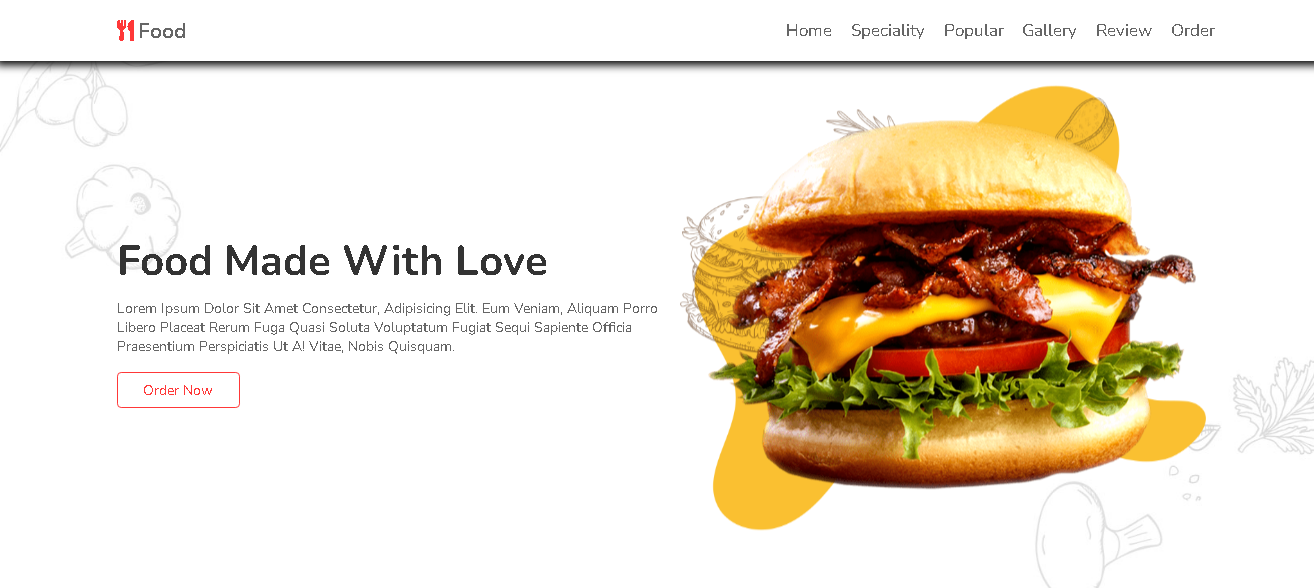 Food
Home Speciality Popular Gallery Review Order
Food Made With Love
Lorem Ipsum Dolor Sit Amet Consectetur, Adipisicing Elit. Eum Veniam, Aliquam Porro
Libero Placeat Rerum Fuga Quasi Soluta Voluptatum Fugiat Sequi Sapiente Officia
Praesentium Perspiciatis Ut A! Vitae, Nobis Quisquam.
Order Now